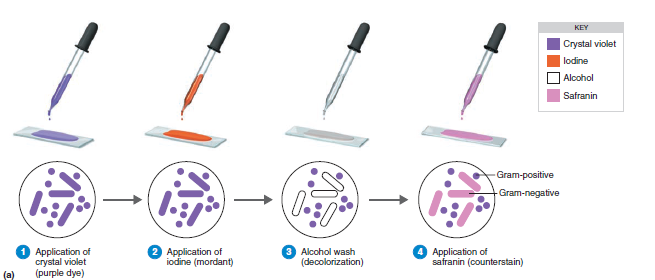 KEY
Crystal violet
Iodine
Alcohol
Safranin
Gram-positive
Gram-negative
1 Application of
crystal violet
(purple dye)
2 Application of
iodine (mordant)
3 Alcohol wash
(decolorization)
4 Application of
safranin (counterstain)
(a)